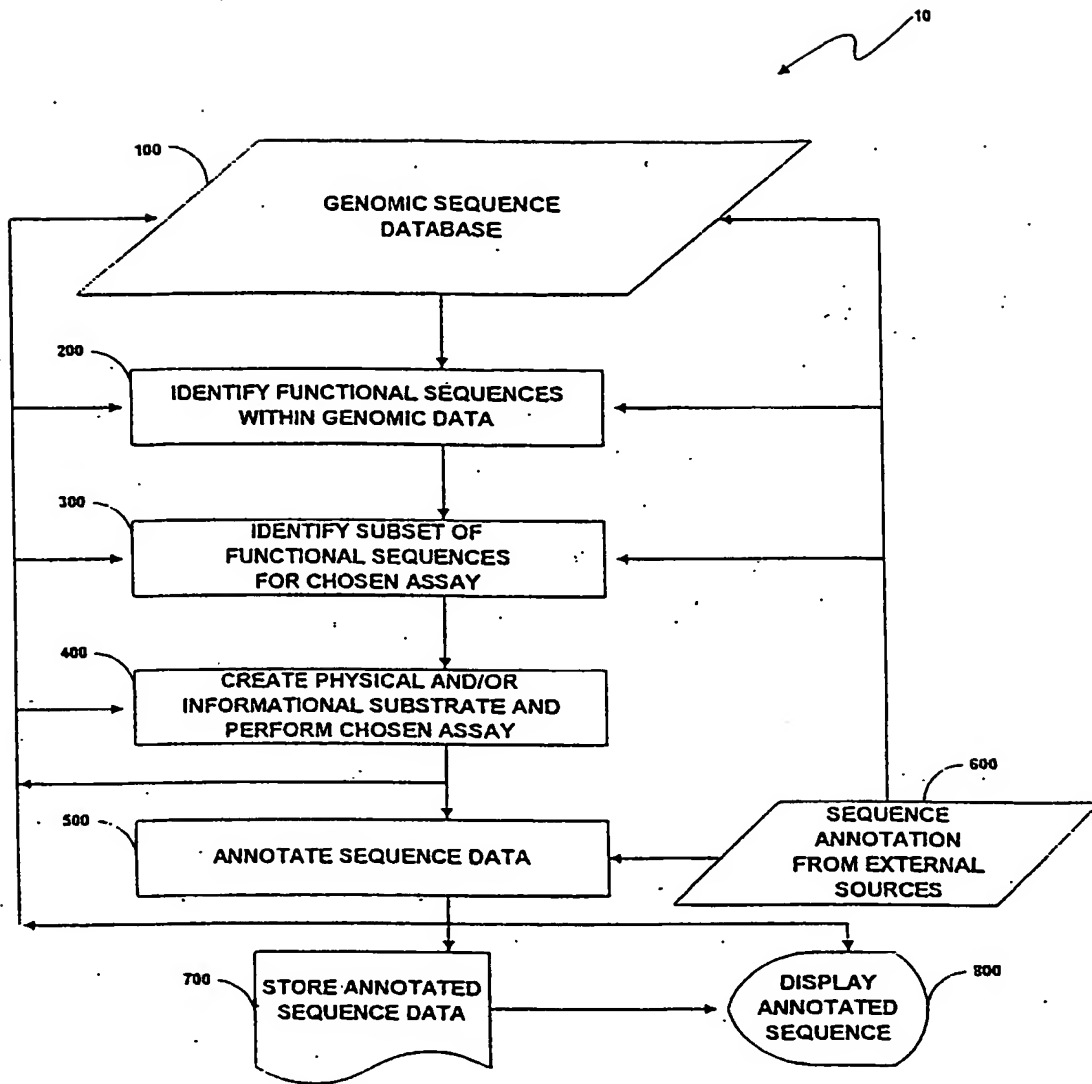 10
100
GENOMIC SEQUENCE
DATABASE
200
IDENTIFY FUNCTIONAL SEQUENCES
WITHIN GENOMIC DATA
300
IDENTIFY SUBSET OF
FUNCTIONAL SEQUENCES
FOR CHOSEN ASSAY
400
CREATE PHYSICAL AND/OR
INFORMATIONAL SUBSTRATE AND
PERFORM CHOSEN ASSAY
600
SEQUENCE
ANNOTATION
FROM EXTERNAL
SOURCES
500
ANNOTATE SEQUENCE DATA
700
STORE ANNOTATED
SEQUENCE DATA
800
DISPLAY
ANNOTATED
SEQUENCE